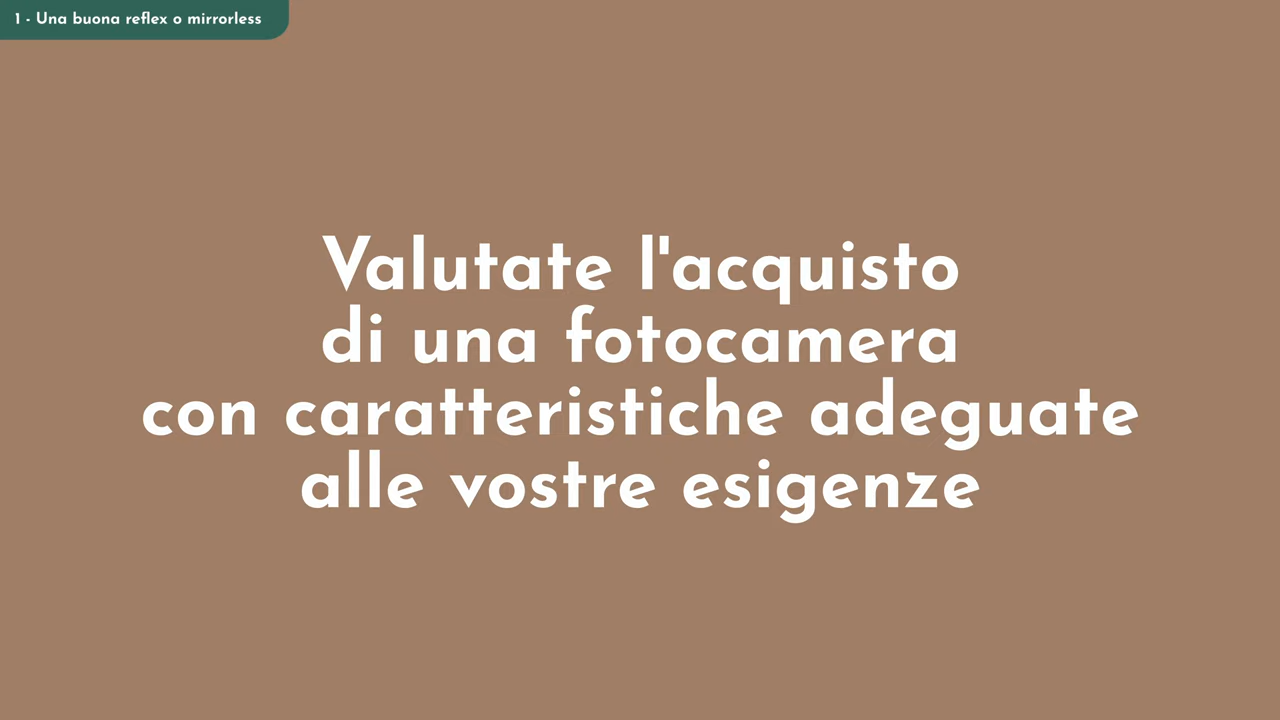 1 - Una buona reflex o mirrorless
Valutate l'acquisto
di una fotocamera
con caratteristiche adeguate
alle vostre esigenze